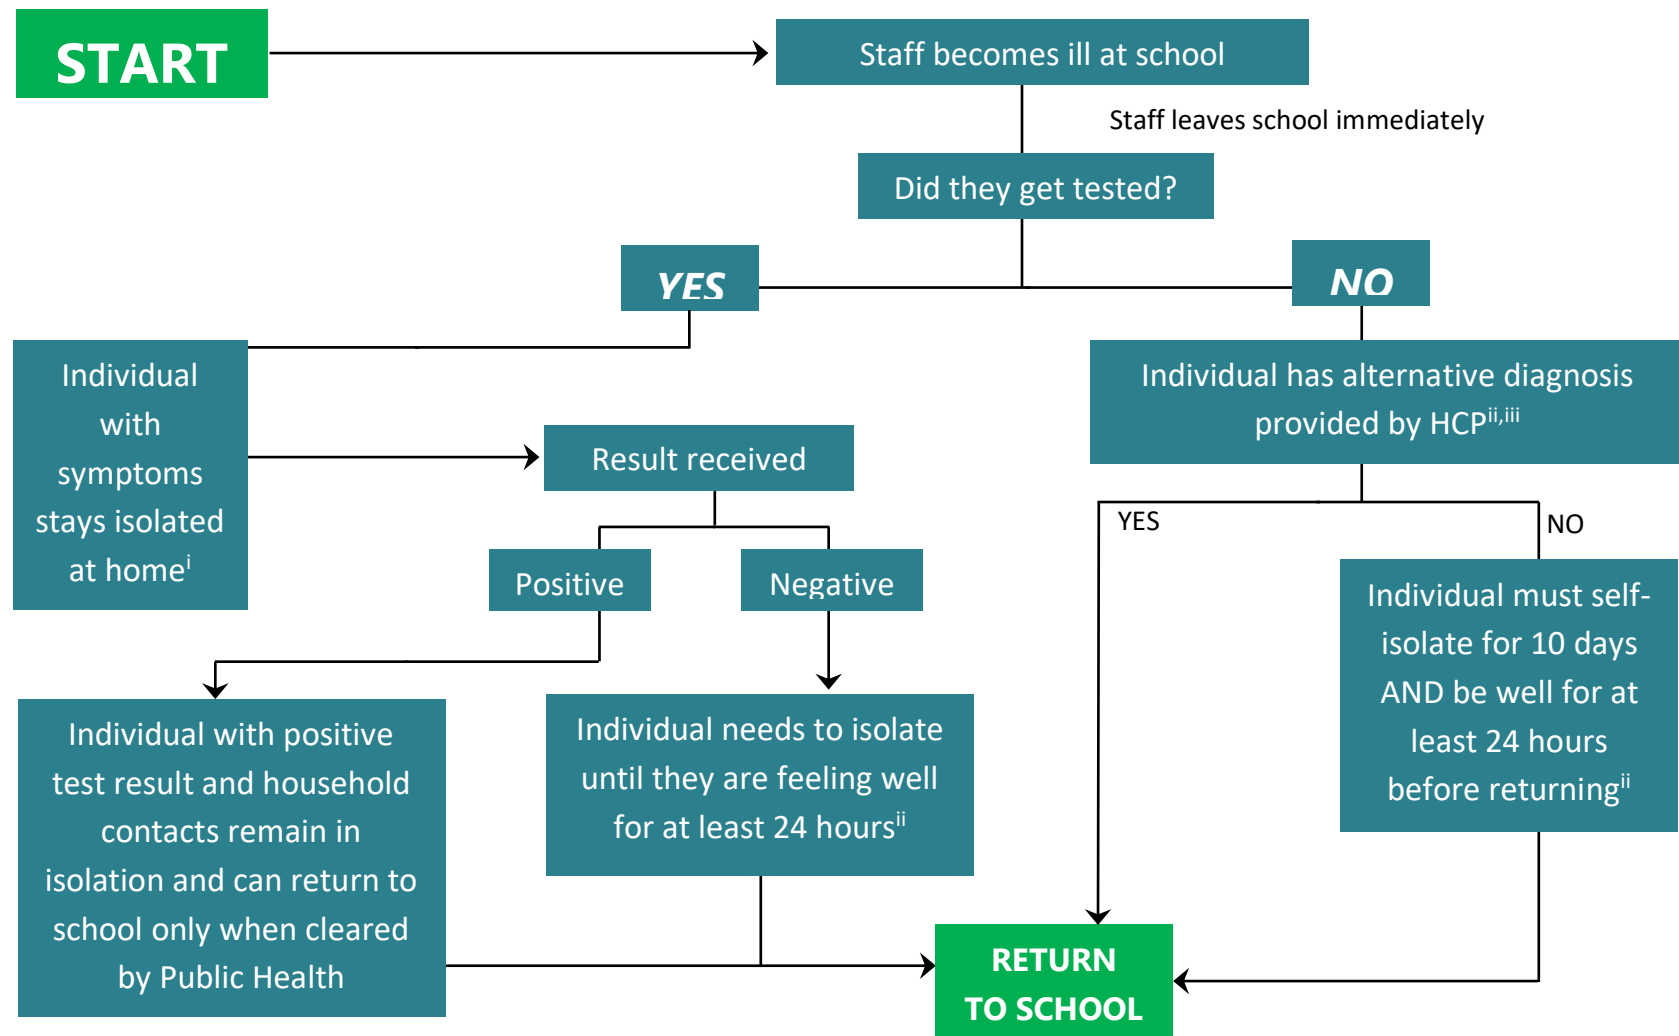 START
Staff becomes ill at school
Staff leaves school immediately
Did they get tested?
YES
NO
Individual
with
symptoms
stays isolated
at homeⁱ
Result received
Positive
Negative
Individual with positive
test result and household
contacts remain in
isolation and can return to
school only when cleared
by Public Health
Individual needs to isolate
until they are feeling well
for at least 24 hoursⁱⁱ
Individual has alternative diagnosis
provided by HCPⁱⁱ,ⁱⁱⁱ
YES
NO
Individual must self-
isolate for 10 days
AND be well for at
least 24 hours
before returningⁱⁱ
RETURN
TO SCHOOL